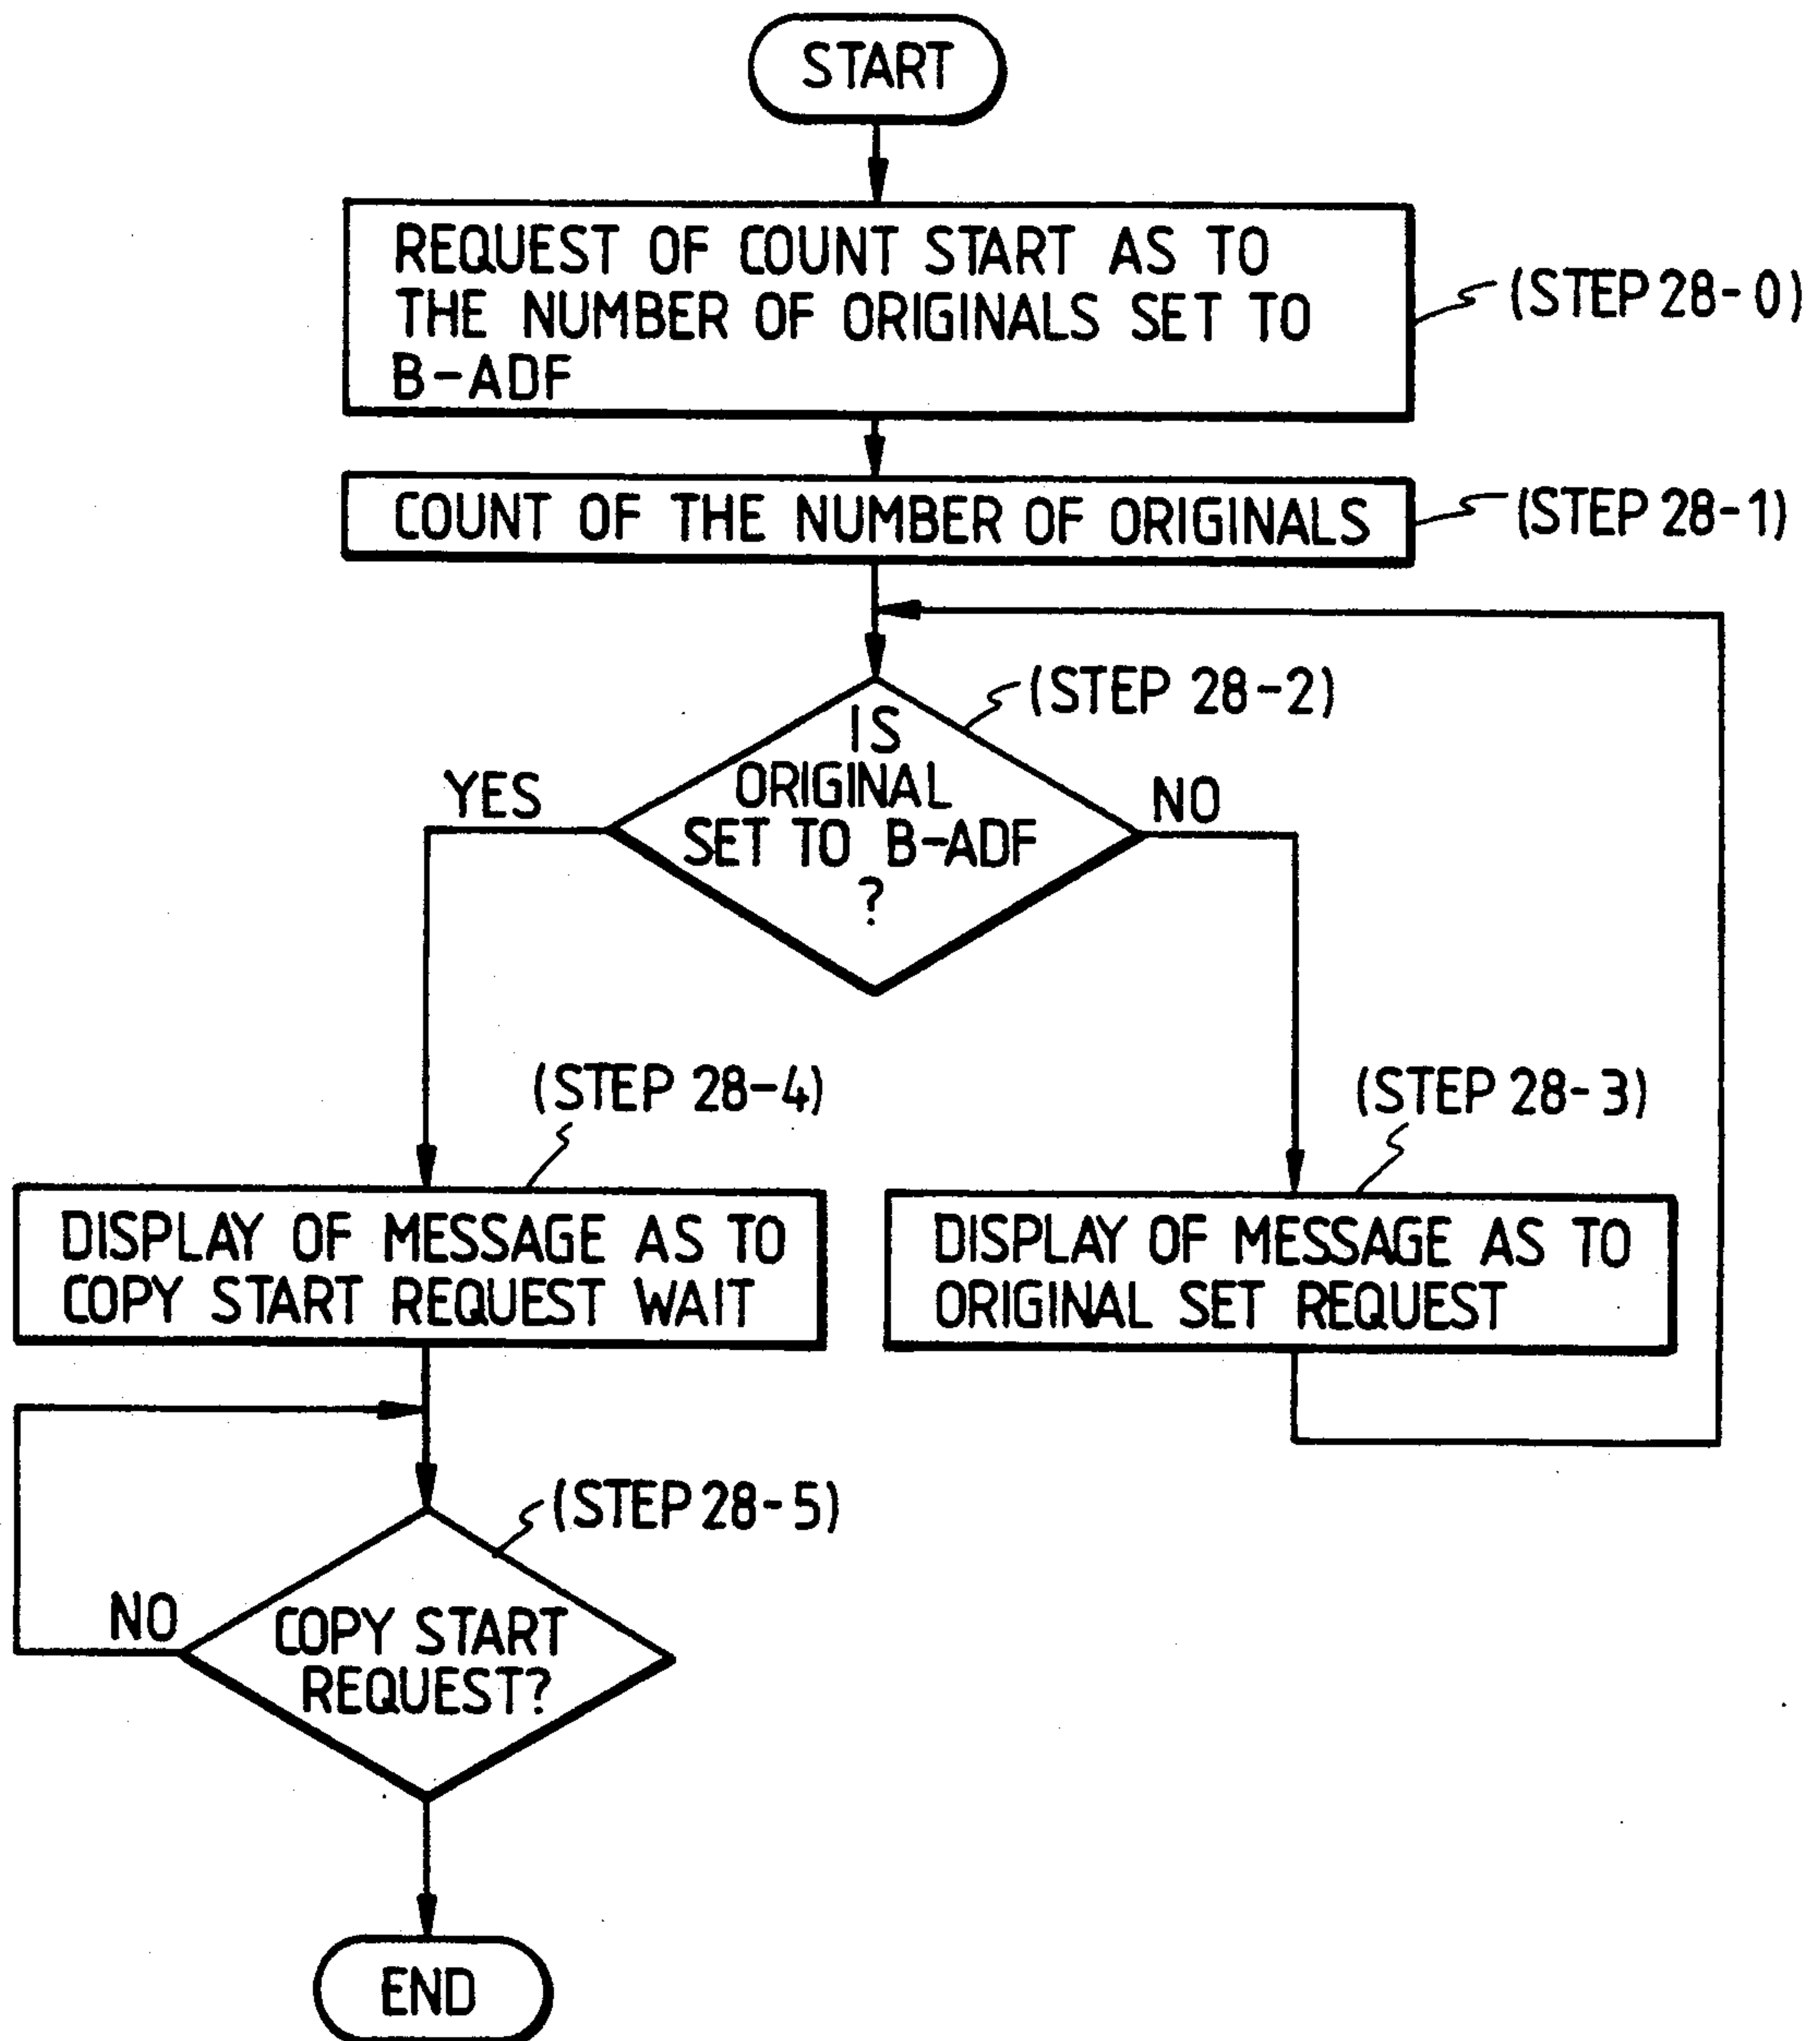 START
REQUEST OF COUNT START AS TO
THE NUMBER OF ORIGINALS SET TO
B-ADF
(STEP 28-0)
COUNT OF THE NUMBER OF ORIGINALS
(STEP 28-1)
(STEP 28-2)
IS
ORIGINAL
SET TO B-ADF
?
YES
NO
(STEP 28-4)
(STEP 28-3)
DISPLAY OF MESSAGE AS TO
COPY START REQUEST WAIT
DISPLAY OF MESSAGE AS TO
ORIGINAL SET REQUEST
(STEP 28-5)
NO
COPY START
REQUEST?
END